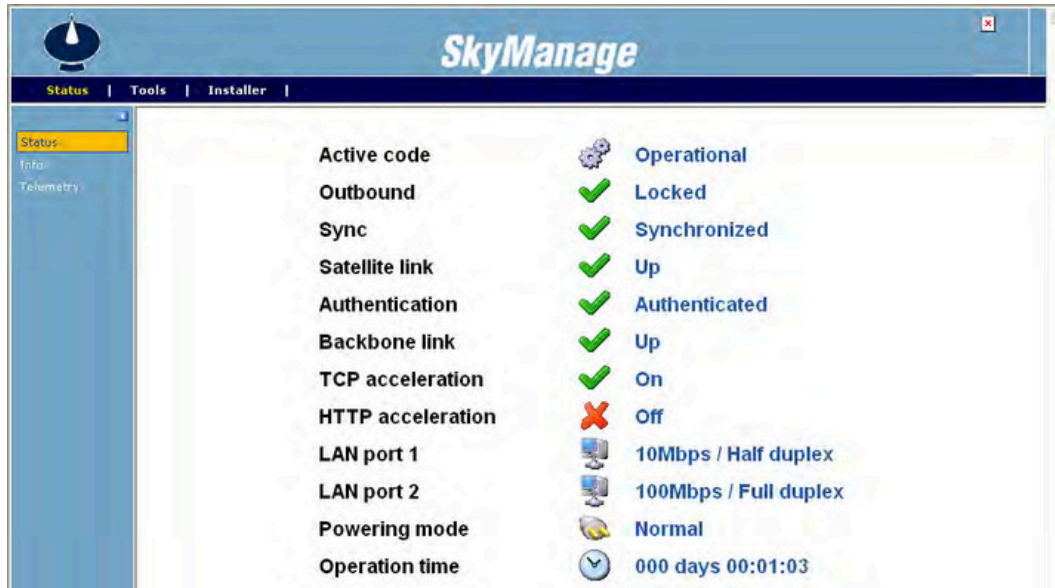 SkyManage
Status | Tools | Installer |
Status
Info
Telemetry
Active code Operational
Outbound Locked
Sync Synchronized
Satellite link Up
Authentication Authenticated
Backbone link Up
TCP acceleration On
HTTP acceleration Off
LAN port 1 10Mbps / Half duplex
LAN port 2 100Mbps / Full duplex
Powering mode Normal
Operation time 000 days 00:01:03